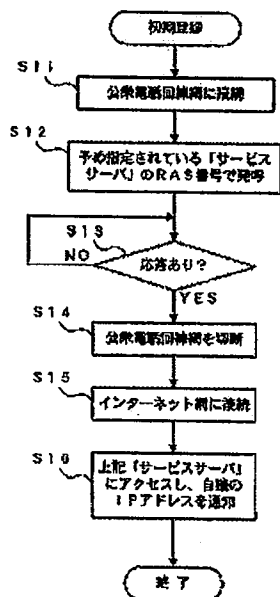 初期登録
S11
公衆電話回線網に接続
S12
予め指定されている「サービス
サーバ」のRAS番号で発呼
S13
応答あり?
NO
YES
S14
公衆電話回線網を切断
S15
インターネット網に接続
S16
上記「サービスサーバ」
にアクセスし、自機の
IPアドレスを通知
終了